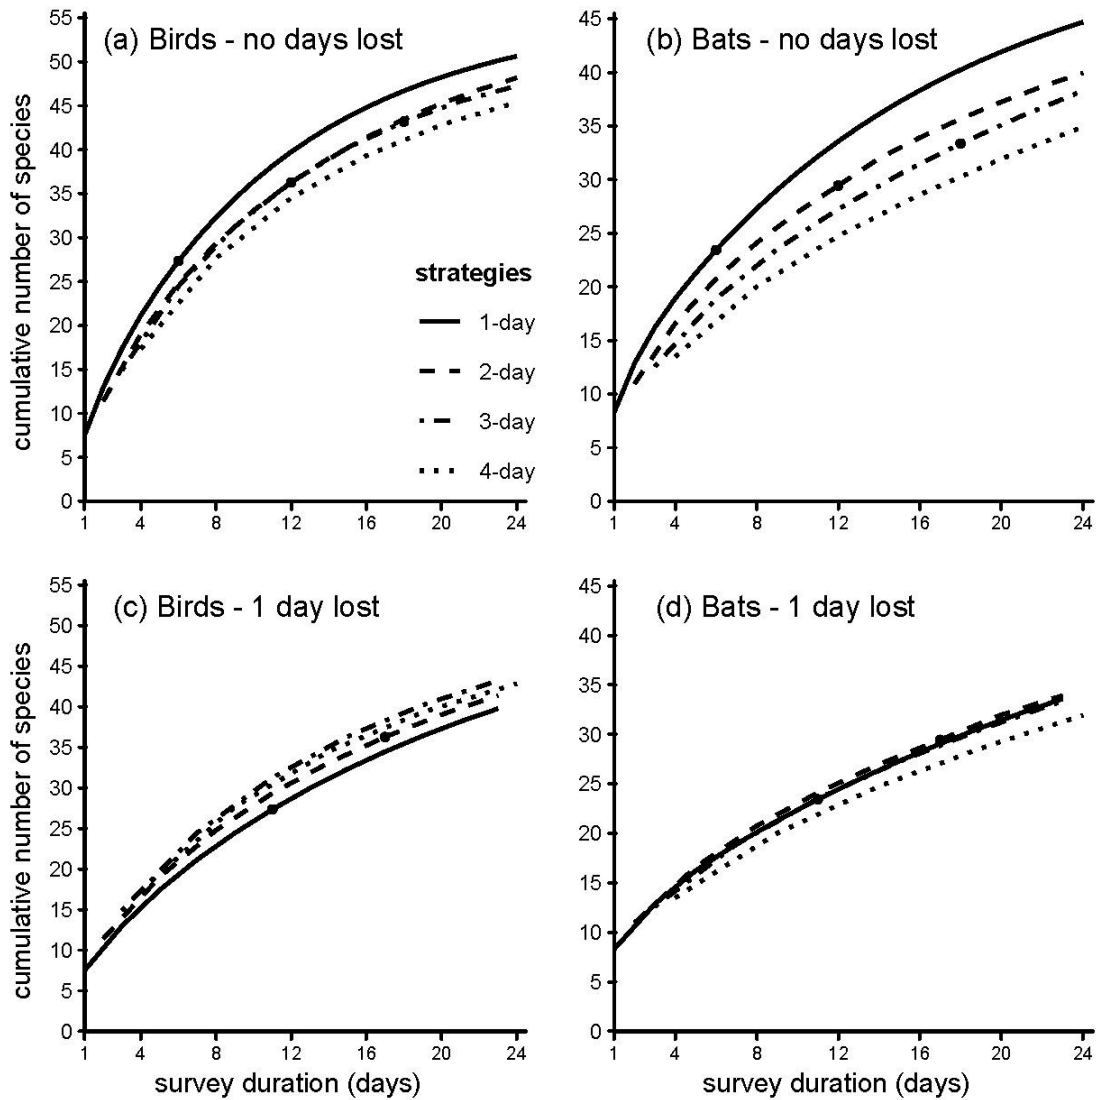 (a) Birds - no days lost
cumulative number of species
55
50
45
40
35
30
25
20
15
10
5
0
1 4 8 12 16 20 24
strategies
1-day
2-day
3-day
4-day
(b) Bats - no days lost
45
40
35
30
25
20
15
10
5
0
1 4 8 12 16 20 24
(c) Birds - 1 day lost
cumulative number of species
55
50
45
40
35
30
25
20
15
10
5
0
1 4 8 12 16 20 24
survey duration (days)
(d) Bats - 1 day lost
45
40
35
30
25
20
15
10
5
0
1 4 8 12 16 20 24
survey duration (days)